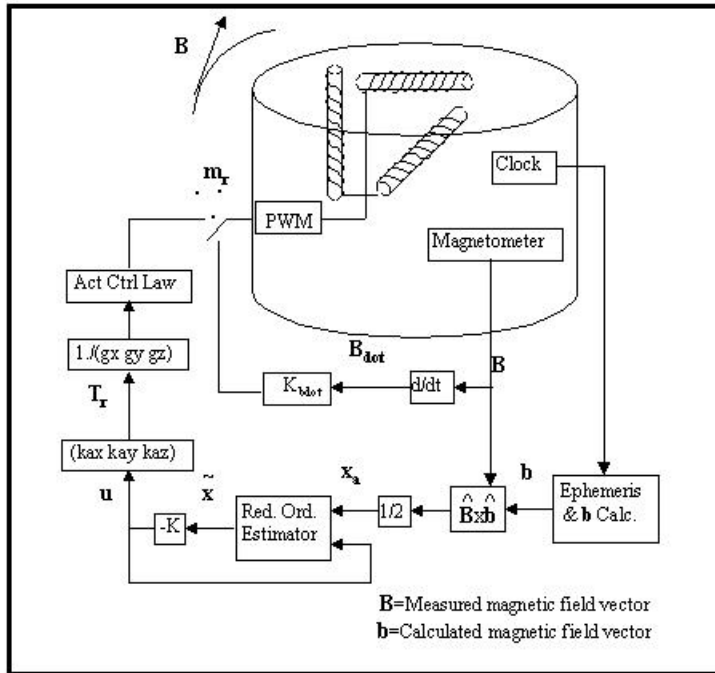 B
m_r
Clock
PWM
Magnetometer
Act Ctrl Law
1./(gx gy gz)
B_dot
B
K_bdot
d/dt
T_r
(kax kay kaz)
u
x̃
x_a
b
-K
Red. Ord.
Estimator
1/2
B̂xb̂
Ephemeris
& b Calc.
B=Measured magnetic field vector
b=Calculated magnetic field vector